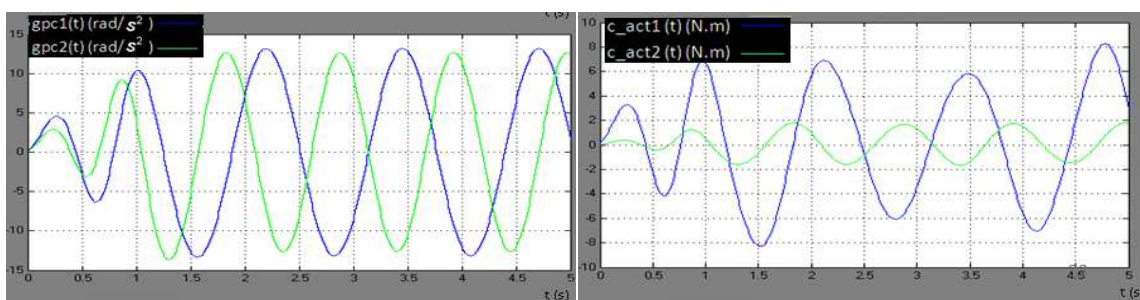 t (s)
gpc1(t)(rad/s² )
gpc2(t)(rad/s² )
15
10
5
0
-5
-10
-15
0 0.5 1 1.5 2 2.5 3 3.5 4 4.5 5
t (s)
c_act1 (t) (N.m)
c_act2 (t) (N.m)
10
8
6
4
2
0
-2
-4
-6
-8
-10
0 0.5 1 1.5 2 2.5 3 3.5 4 4.5 5
t (s)